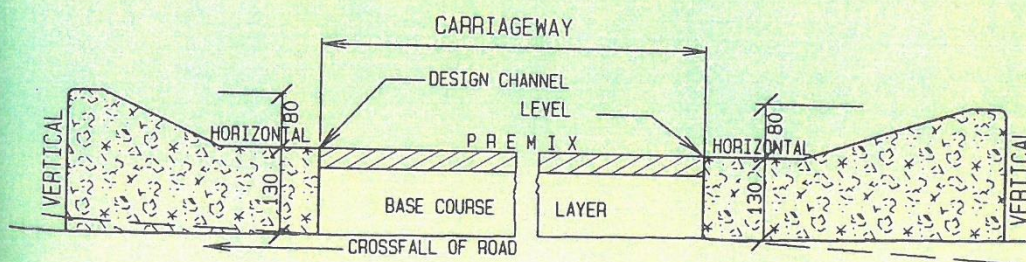 CARRIAGEWAY
DESIGN CHANNEL
LEVEL
80
80
HORIZONTAL
PREMIX
HORIZONTAL
VERTICAL
VERTICAL
130
130
BASE COURSE
LAYER
CROSSFALL OF ROAD